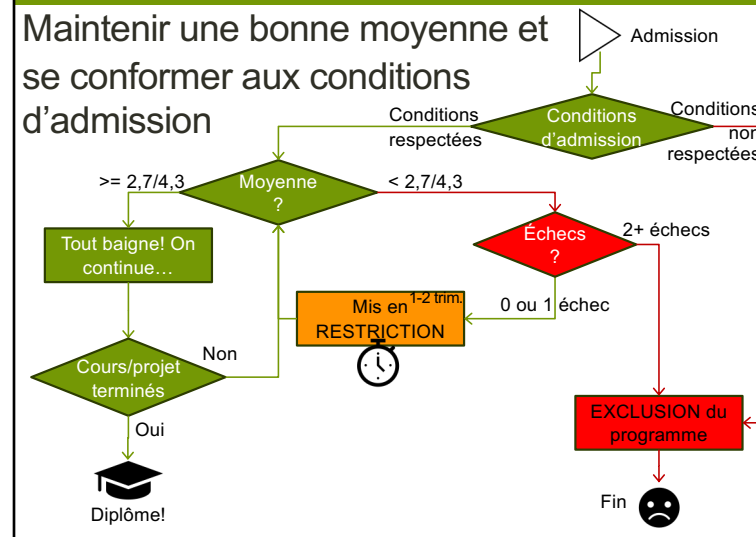 Maintenir une bonne moyenne et
se conformer aux conditions
d’admission
Admission
Conditions
d’admission
Conditions
respectées
Conditions
non
respectées
Moyenne
?
>= 2,7/4,3
< 2,7/4,3
Tout baigne! On
continue…
Échecs
?
2+ échecs
0 ou 1 échec
Mis en
RESTRICTION
1-2 trim.
Cours/projet
terminés
Non
Oui
Diplôme!
EXCLUSION du
programme
Fin